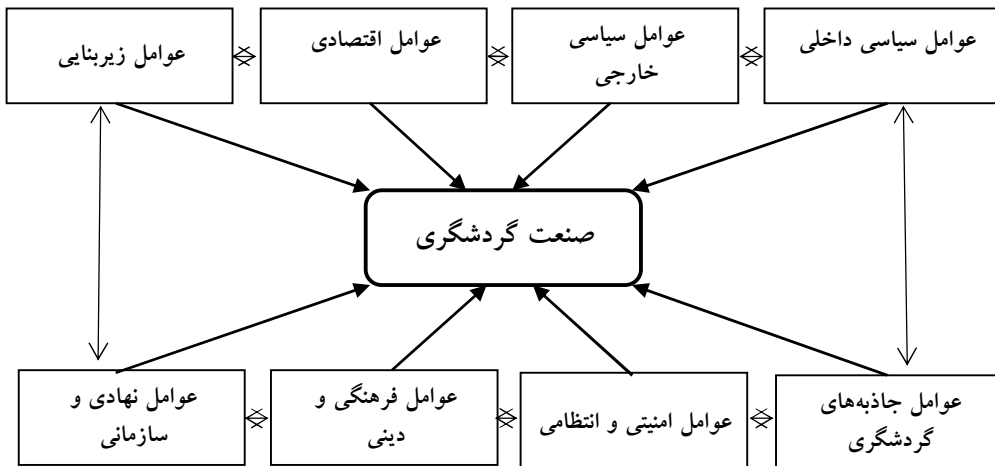 عوامل سیاسی داخلی
عوامل سیاسی
خارجی
عوامل اقتصادی
عوامل زیربنایی
صنعت گردشگری
عوامل جاذبه‌های
گردشگری
عوامل امنیتی و انتظامی
عوامل فرهنگی و
دینی
عوامل نهادی و
سازمانی